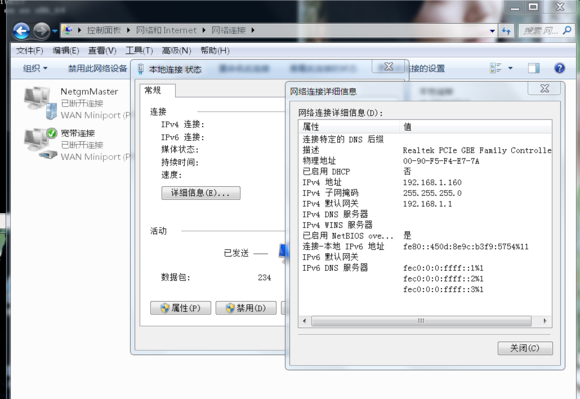 控制面板 ▸ 网络和 Internet ▸ 网络连接 ▸
搜索 网...
文件(F) 编辑(E) 查看(V) 工具(T) 高级(N) 帮助(H)
组织 禁用此网络设备
接的设置
NetgmMaster
已断开连接
WAN Miniport (P
宽带连接
已断开连接
WAN Miniport (P
本地连接 状态
常规
连接
IPv4 连接:
IPv6 连接:
媒体状态:
持续时间:
速度:
详细信息(E)...
活动
已发送 ——
数据包: 234
属性(P) 禁用(D)
网络连接详细信息
网络连接详细信息(D):
属性 值
连接特定的 DNS 后缀
描述 Realtek PCIe GBE Family Controlle
物理地址 00-90-F5-F4-E7-7A
已启用 DHCP 否
IPv4 地址 192.168.1.160
IPv4 子网掩码 255.255.255.0
IPv4 默认网关 192.168.1.1
IPv4 DNS 服务器
IPv4 WINS 服务器
已启用 NetBIOS ove... 是
连接-本地 IPv6 地址 fe80::450d:8e9c:b3f9:5754%11
IPv6 默认网关
IPv6 DNS 服务器 fec0:0:0:ffff::1%1
fec0:0:0:ffff::2%1
fec0:0:0:ffff::3%1
关闭(C)